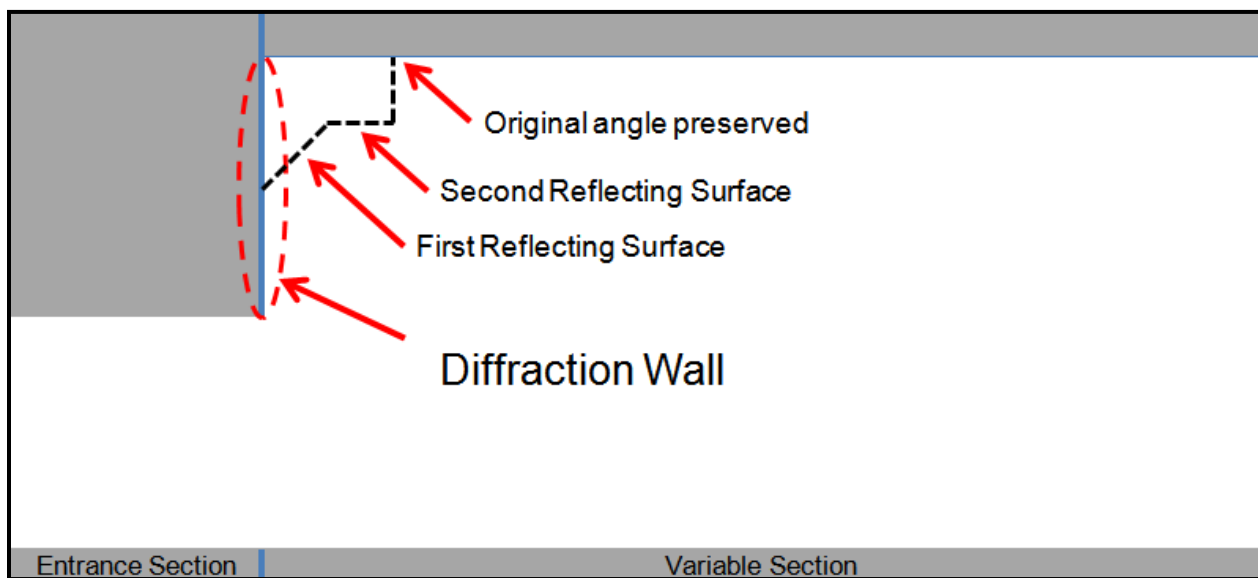 Original angle preserved
Second Reflecting Surface
First Reflecting Surface
Diffraction Wall
Entrance Section
Variable Section